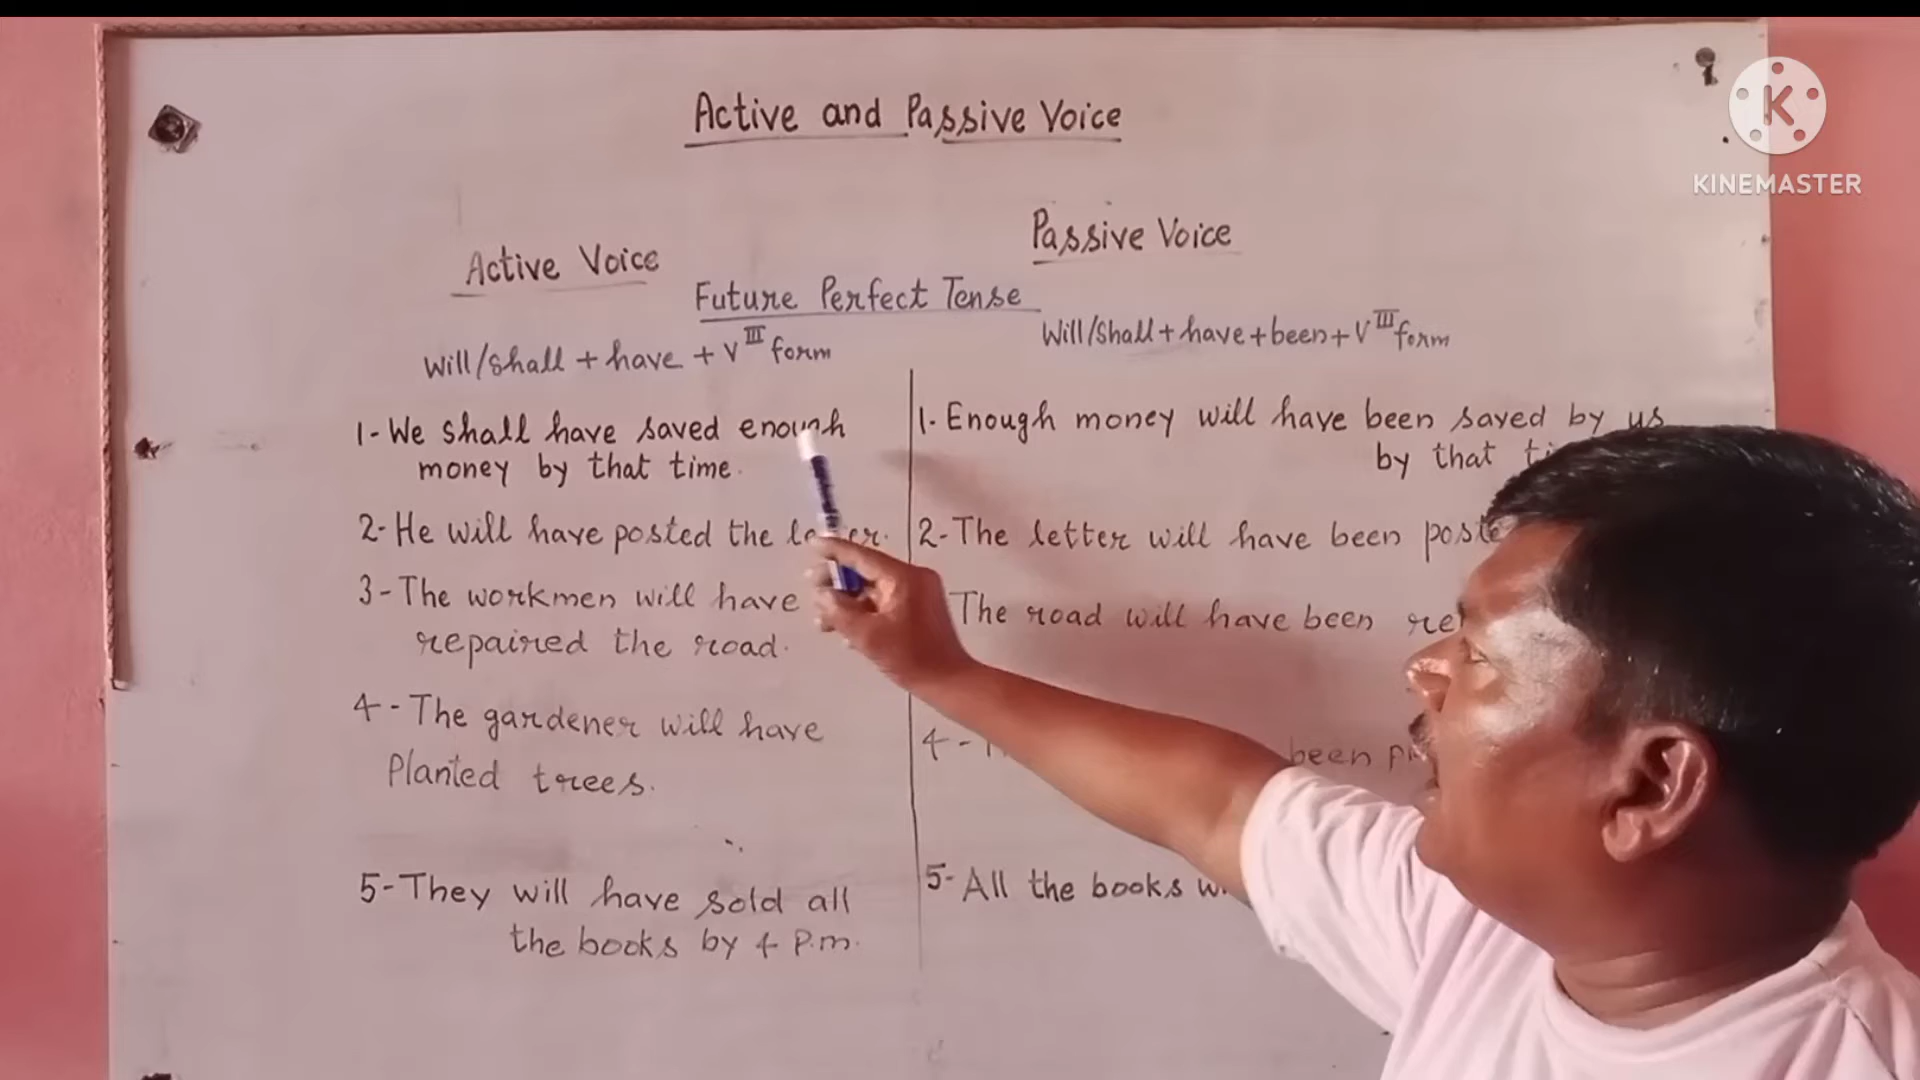 Active and Passive Voice
Active Voice
Passive Voice
Future Perfect Tense
Will/shall + have + V III form
Will/Shall + have + been + V III form
1- We shall have saved enough
money by that time.
2- He will have posted the
3- The workmen will have
repaired the road.
4- The gardener will have
Planted trees.
5- They will have sold all
the books by 4 P.m.
1. Enough money will have been saved by us
by that
2- The letter will have been
The road will have been
4-
been
5- All the books
K
KINEMASTER